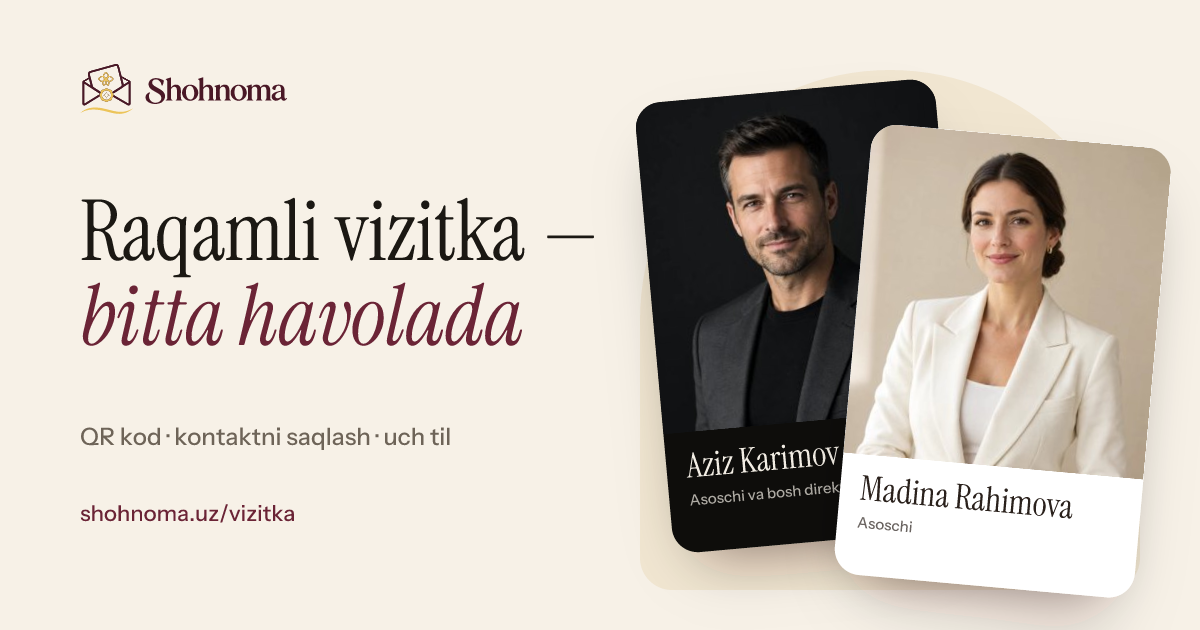 Shohnoma
Raqamli vizitka —
bitta havolada
QR kod · kontaktni saqlash · uch til
shohnoma.uz/vizitka
Aziz Karimov
Asoschi va bosh direk
Madina Rahimova
Asoschi